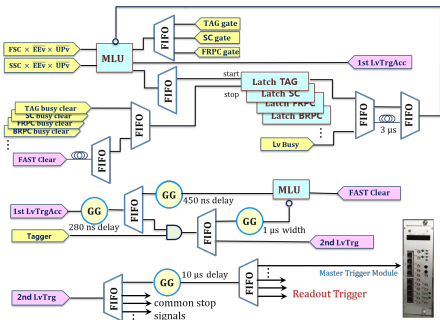 TAG gate
FSC × EEv̄ × UPv
FIFO
SC gate
SSC × EEv̄ × UPv
MLU
FRPC gate
1st LvTrgAcc
FIFO
start
Latch TAG
stop
Latch SC
Latch FRPC
Latch BRPC
TAG busy clear
SC busy clear
FRPC busy clear
BRPC busy clear
FIFO
FIFO
FIFO
3 µs
FAST Clear
FIFO
Lv Busy
GG
MLU
FAST Clear
450 ns delay
1st LvTrgAcc
GG
FIFO
GG
280 ns delay
1 µs width
Tagger
FIFO
2nd LvTrg
GG
10 µs delay
Master Trigger Module
2nd LvTrg
FIFO
FIFO
common stop
signals
Readout Trigger